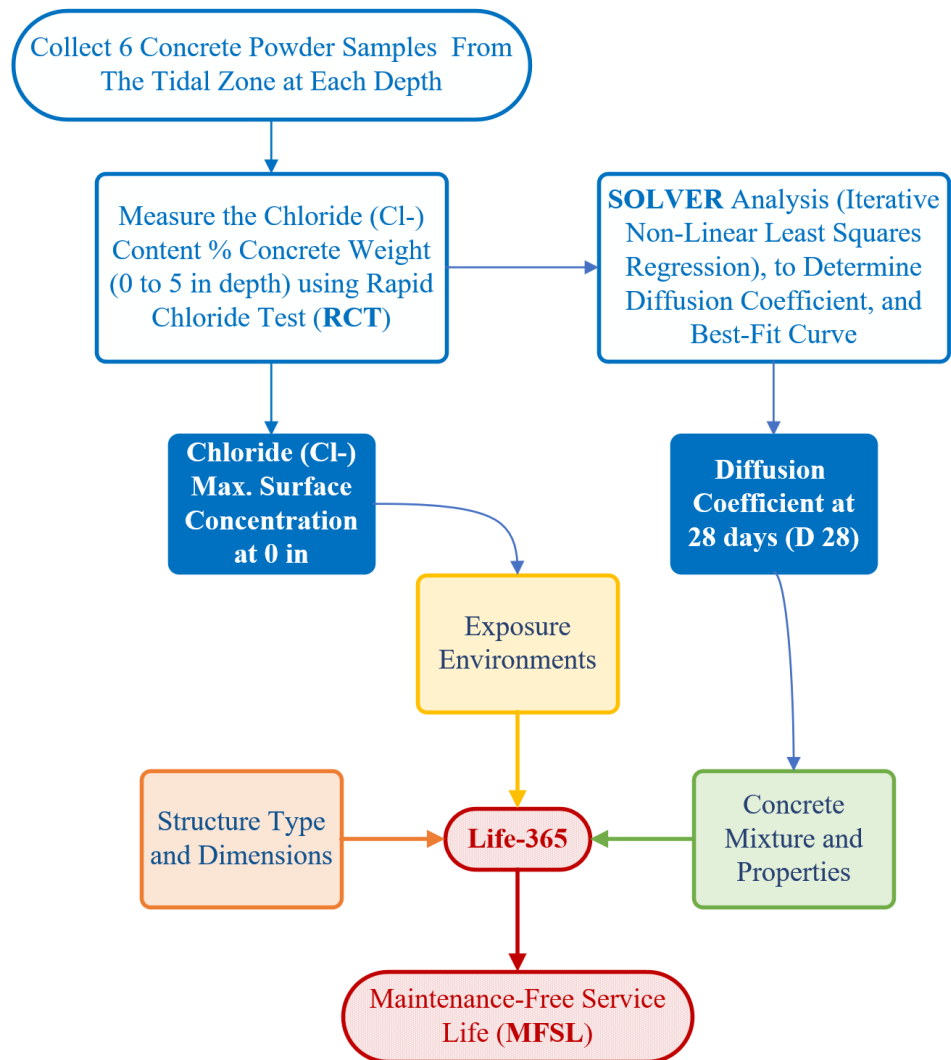 Collect 6 Concrete Powder Samples From
The Tidal Zone at Each Depth
Measure the Chloride (Cl-)
Content % Concrete Weight
(0 to 5 in depth) using Rapid
Chloride Test (RCT)
SOLVER Analysis (Iterative
Non-Linear Least Squares
Regression), to Determine
Diffusion Coefficient, and
Best-Fit Curve
Chloride (Cl-)
Max. Surface
Concentration
at 0 in
Diffusion
Coefficient at
28 days (D 28)
Exposure
Environments
Structure Type
and Dimensions
Life-365
Concrete
Mixture and
Properties
Maintenance-Free Service
Life (MFSL)